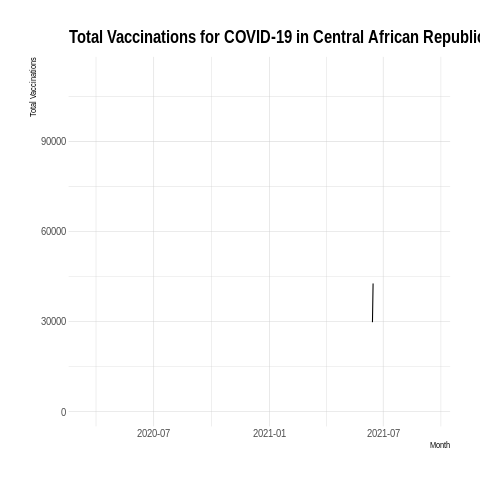 Total Vaccinations for COVID-19 in Central African Republic
Total Vaccinations
90000
60000
30000
0
2020-07
2021-01
2021-07
Month